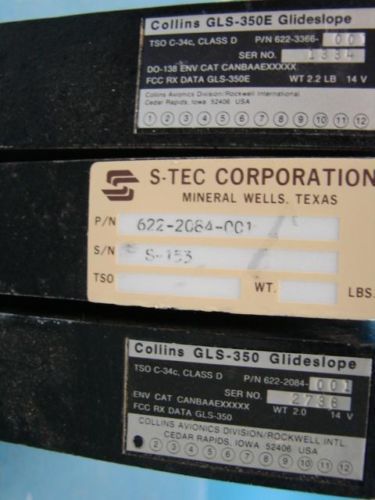 Collins GLS-350E Glideslope
TSO C-34c, CLASS D P/N 622-3366- 001
SER NO. 1334
DO-138 ENV CAT CANBAAEXXXXX
FCC RX DATA GLS-350E WT 2.2 LB 14 V
Collins Avionics Division/Rockwell International
Cedar Rapids, Iowa 52406 USA
1 2 3 4 5 6 7 8 9 10 11 12
S-TEC CORPORATION
MINERAL WELLS, TEXAS
P/N 622-2084-001
S/N S-153
TSO WT. LBS.
Collins GLS-350 Glideslope
TSO C-34c, CLASS D P/N 622-2084- 001
SER NO. 2738
ENV CAT CANBAAEXXXXX
FCC RX DATA GLS-350 WT 2.0 14 V
COLLINS AVIONICS DIVISION/ROCKWELL INTL.
CEDAR RAPIDS, IOWA 52406 USA
2 3 4 5 6 7 8 9 10 11 12